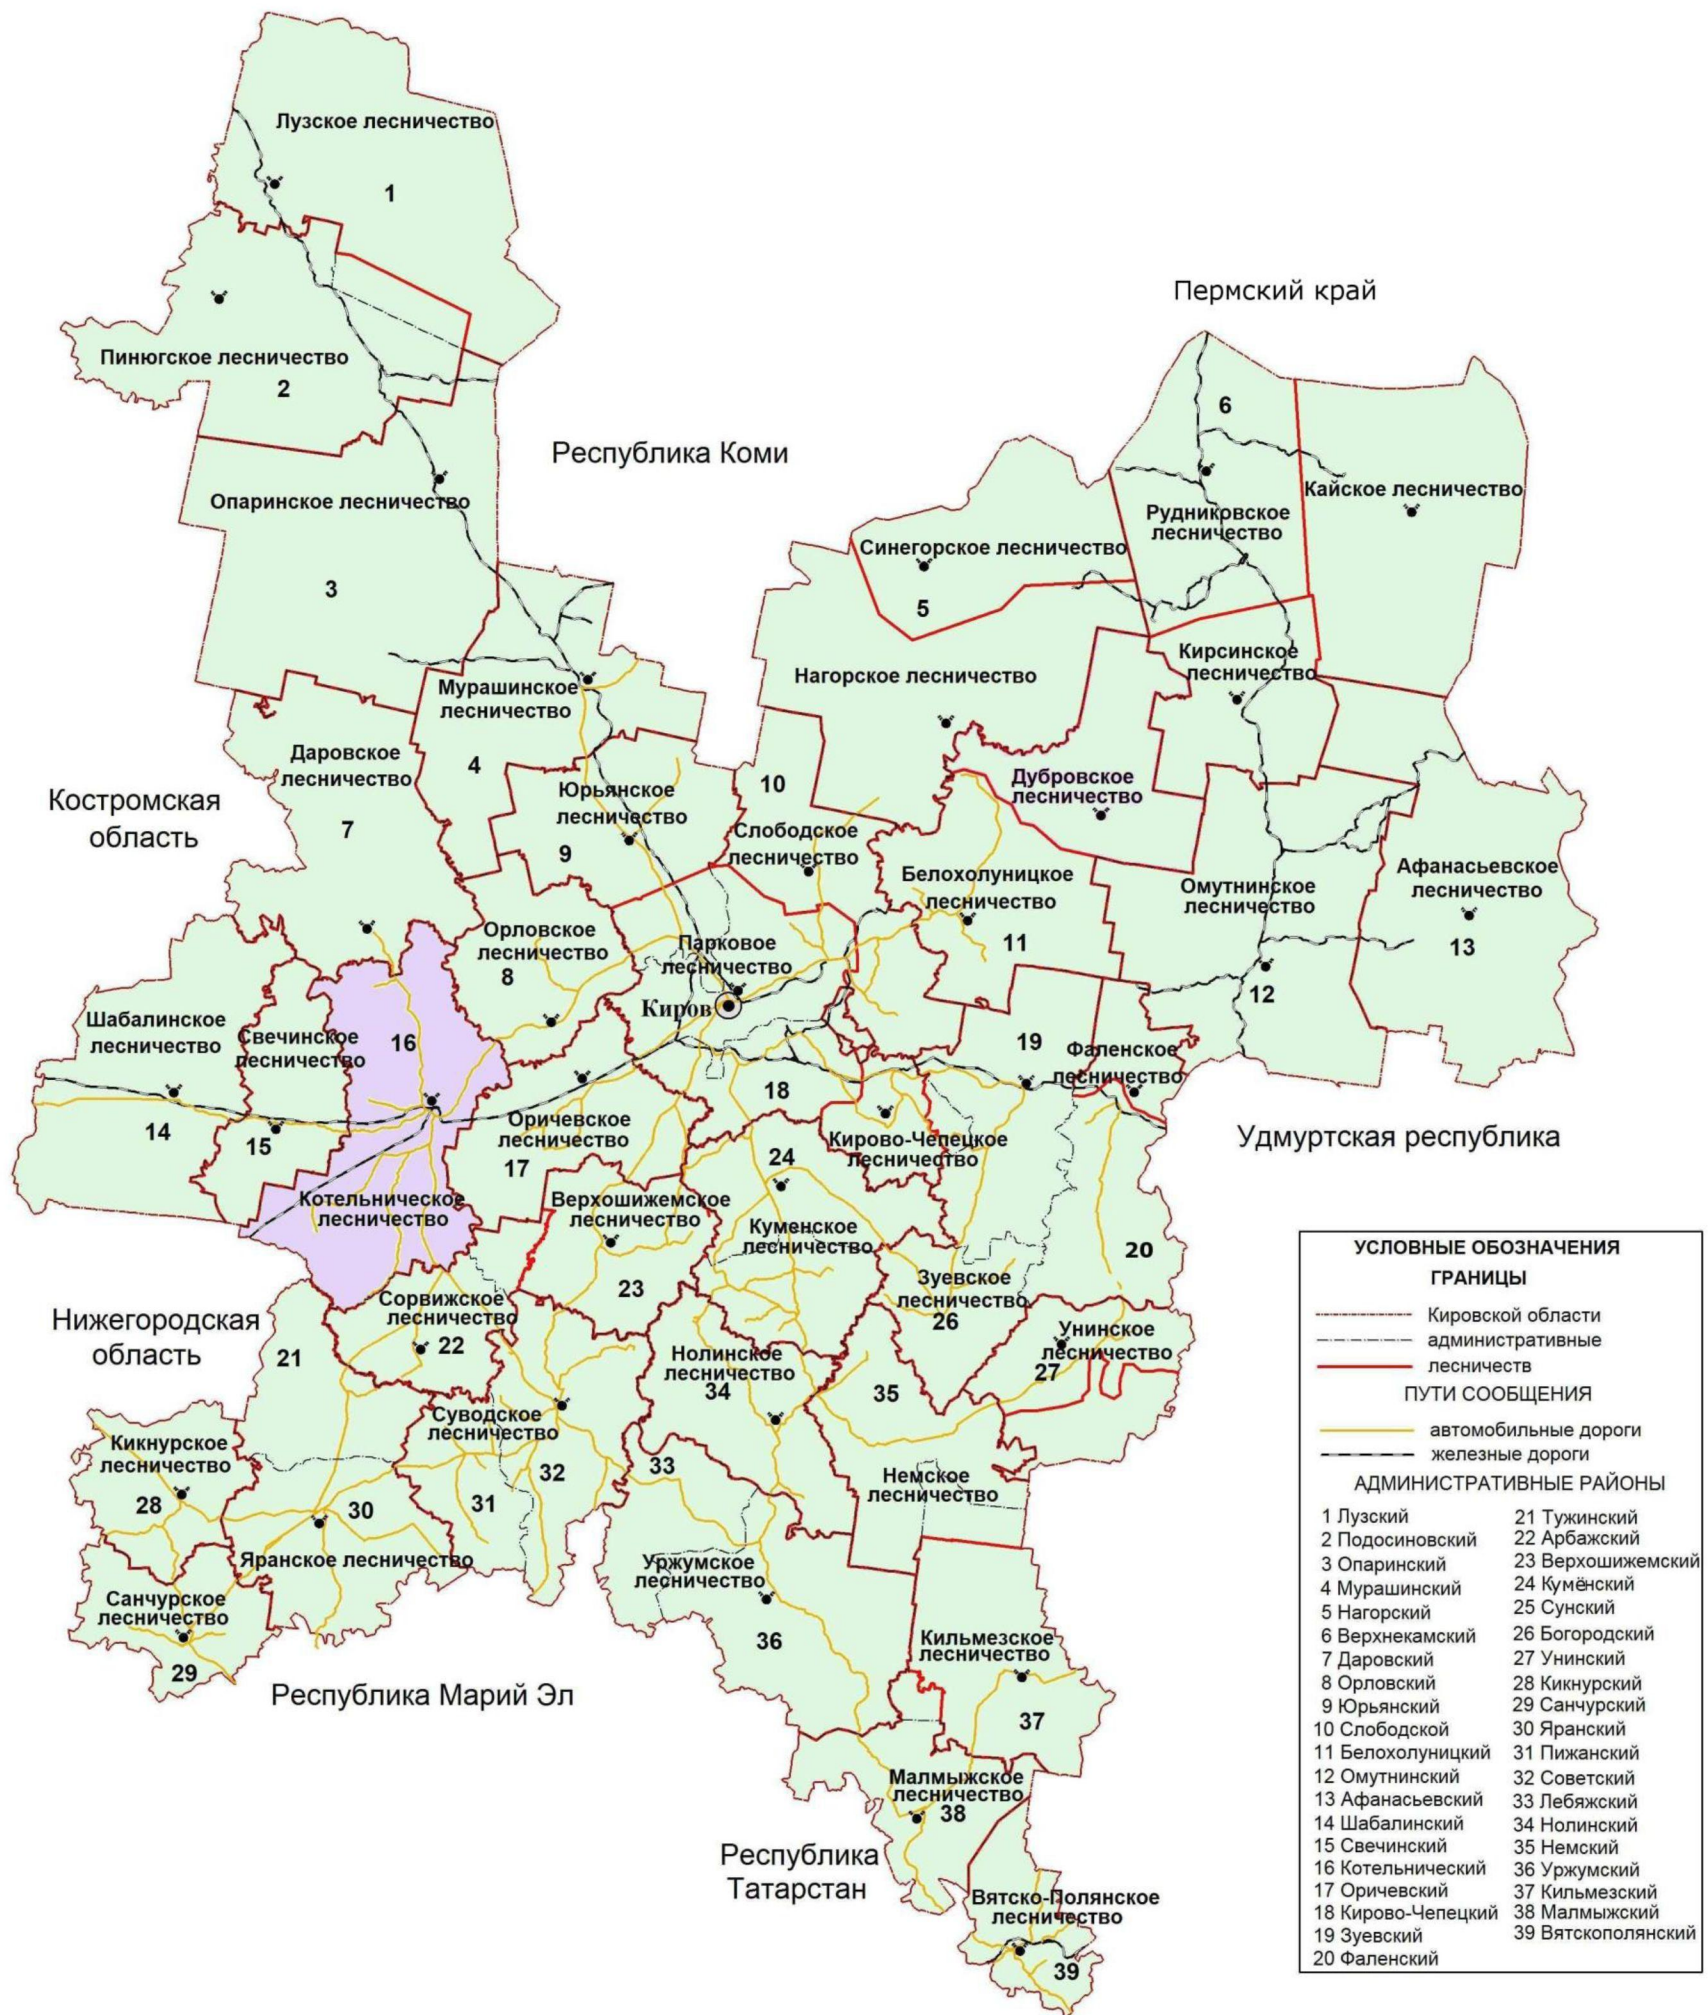 Лузское лесничество
1
Пермский край
Пинюгское лесничество
2
6
Республика Коми
Опаринское лесничество
Кайское лесничество
Рудниковское
лесничество
Синегорское лесничество
3
5
Кирсинское
лесничество
Нагорское лесничество
Мурашинское
лесничество
Даровское
лесничество
4
10
Дубровское
лесничество
Юрьянское
лесничество
Костромская
область
7
9
Слободское
лесничество
Белохолуницкое
лесничество
Омутнинское
лесничество
Афанасьевское
лесничество
Орловское
лесничество
8
Парковое
лесничество
11
13
12
Киров
Шабалинское
лесничество
Свечинское
лесничество
16
19
Фаленское
лесничество
18
14
15
Оричевское
лесничество
17
Кирово-Чепецкое
лесничество
24
Удмуртская республика
Котельническое
лесничество
Верхошижемское
лесничество
Куменское
лесничество
20
23
Зуевское
лесничество
26
Нижегородская
область
Сорвижское
лесничество
22
21
Унинское
лесничество
27
Нолинское
лесничество
34
35
Суводское
лесничество
Кикнурское
лесничество
28
33
32
31
30
Немское
лесничество
Яранское лесничество
Уржумское
лесничество
Санчурское
лесничество
29
36
Кильмезское
лесничество
37
Республика Марий Эл
Малмыжское
лесничество
38
Республика
Татарстан
Вятско-Полянское
лесничество
39
УСЛОВНЫЕ ОБОЗНАЧЕНИЯ
ГРАНИЦЫ
Кировской области
административные
лесничеств
ПУТИ СООБЩЕНИЯ
автомобильные дороги
железные дороги
АДМИНИСТРАТИВНЫЕ РАЙОНЫ
1 Лузский
2 Подосиновский
3 Опаринский
4 Мурашинский
5 Нагорский
6 Верхнекамский
7 Даровский
8 Орловский
9 Юрьянский
10 Слободской
11 Белохолуницкий
12 Омутнинский
13 Афанасьевский
14 Шабалинский
15 Свечинский
16 Котельнический
17 Оричевский
18 Кирово-Чепецкий
19 Зуевский
20 Фаленский
21 Тужинский
22 Арбажский
23 Верхошижемский
24 Кумёнский
25 Сунский
26 Богородский
27 Унинский
28 Кикнурский
29 Санчурский
30 Яранский
31 Пижанский
32 Советский
33 Лебяжский
34 Нолинский
35 Немский
36 Уржумский
37 Кильмезский
38 Малмыжский
39 Вятскополянский